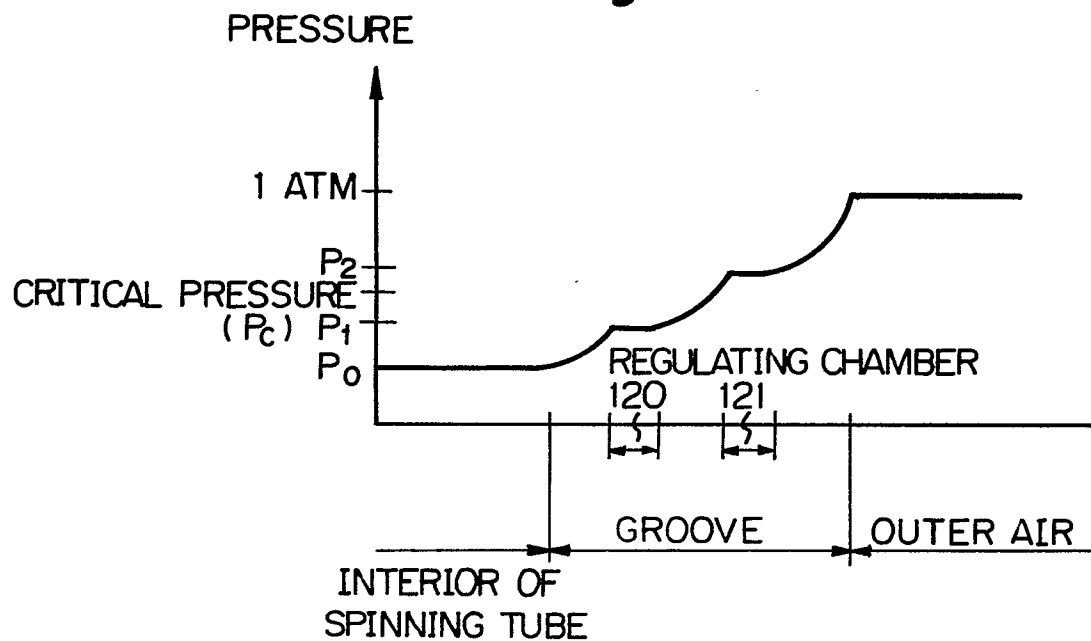 PRESSURE
1 ATM
P2
CRITICAL PRESSURE
(PC) P1
P0
REGULATING CHAMBER
120 121
GROOVE
OUTER AIR
INTERIOR OF
SPINNING TUBE